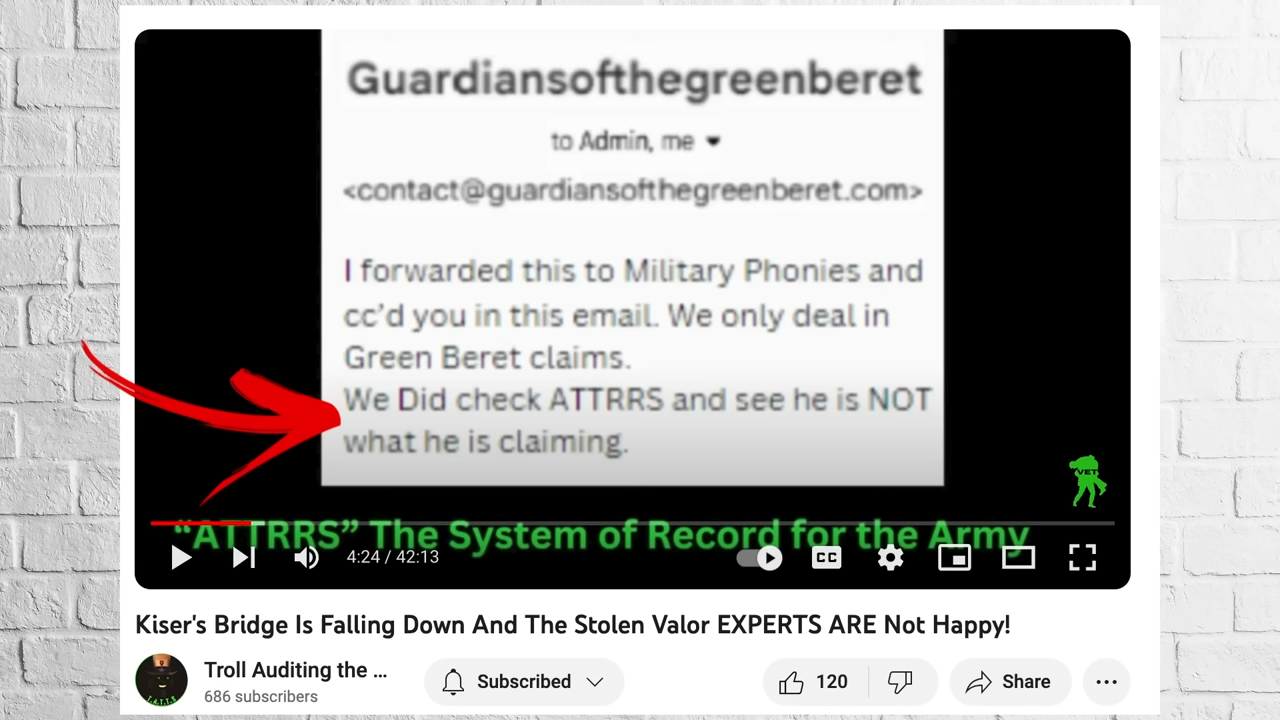 Guardiansofthegreenberet
to Admin, me
<contact@guardiansofthegreenberet.com>
I forwarded this to Military Phonies and
cc'd you in this email. We only deal in
Green Beret claims.
We Did check ATTRRS and see he is NOT
what he is claiming.
VET
“ATTRRS” The System of Record for the Army
4:24 / 42:13
CC
Kiser's Bridge Is Falling Down And The Stolen Valor EXPERTS ARE Not Happy!
Troll Auditing the ...
686 subscribers
Subscribed
120
Share